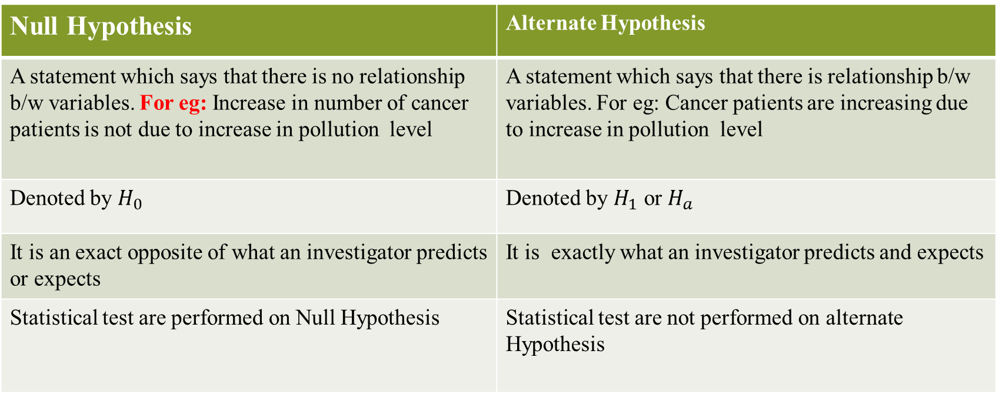 Null Hypothesis
Alternate Hypothesis
A statement which says that there is no relationship
b/w variables. For eg: Increase in number of cancer
patients is not due to increase in pollution level
A statement which says that there is relationship b/w
variables. For eg: Cancer patients are increasing due
to increase in pollution level
Denoted by H₀
Denoted by H₁ or Hₐ
It is an exact opposite of what an investigator predicts
or expects
It is exactly what an investigator predicts and expects
Statistical test are performed on Null Hypothesis
Statistical test are not performed on alternate
Hypothesis